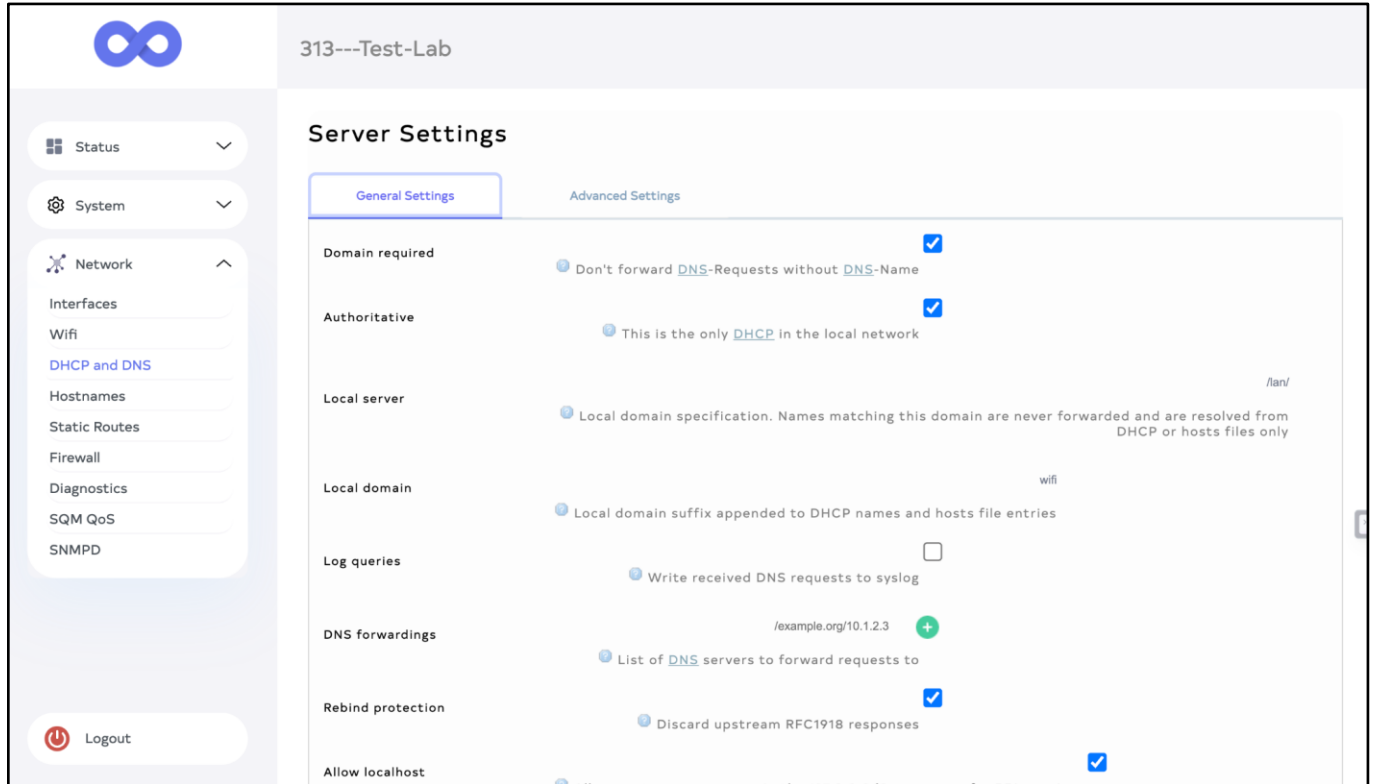 313---Test-Lab
Status
System
Network
Interfaces
Wifi
DHCP and DNS
Hostnames
Static Routes
Firewall
Diagnostics
SQM QoS
SNMPD
Logout
Server Settings
General Settings
Advanced Settings
Domain required
Don't forward DNS-Requests without DNS-Name
Authoritative
This is the only DHCP in the local network
Local server
/lan/
Local domain specification. Names matching this domain are never forwarded and are resolved from
DHCP or hosts files only
Local domain
wifi
Local domain suffix appended to DHCP names and hosts file entries
Log queries
Write received DNS requests to syslog
DNS forwardings
/example.org/10.1.2.3
List of DNS servers to forward requests to
Rebind protection
Discard upstream RFC1918 responses
Allow localhost